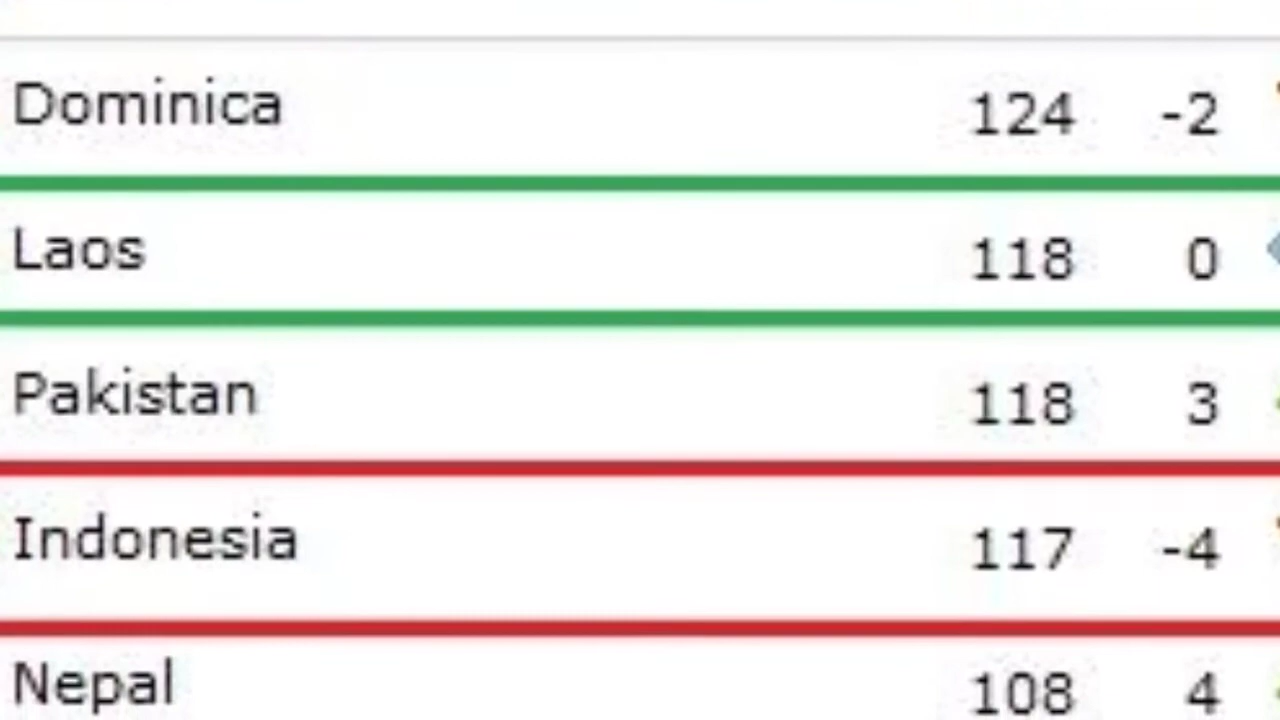 Dominica 124 -2
Laos 118 0
Pakistan 118 3
Indonesia 117 -4
Nepal 108 4